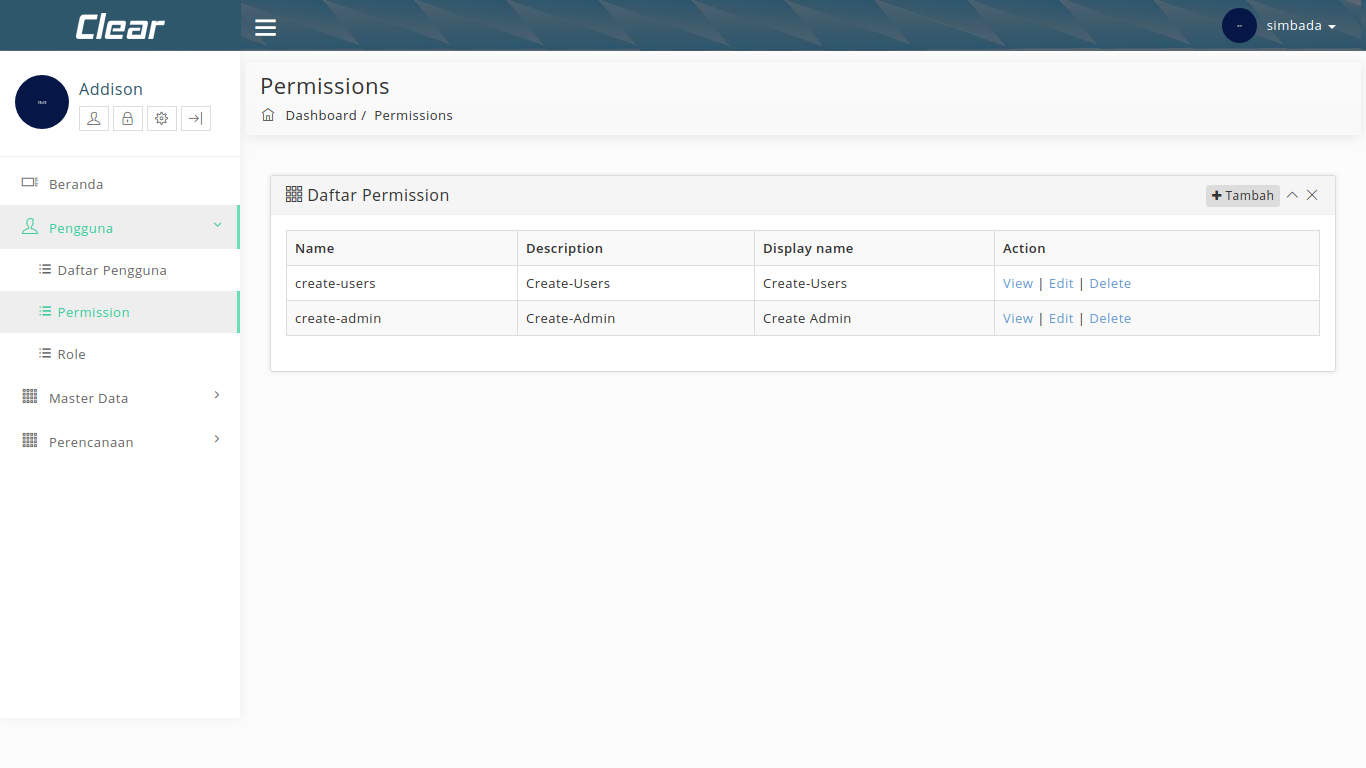 Clear
simbada
Addison
Permissions
Dashboard / Permissions
Beranda
Pengguna
Daftar Pengguna
Permission
Role
Master Data
Perencanaan
Daftar Permission
Tambah
Name Description Display name Action
create-users Create-Users Create-Users View | Edit | Delete
create-admin Create-Admin Create Admin View | Edit | Delete